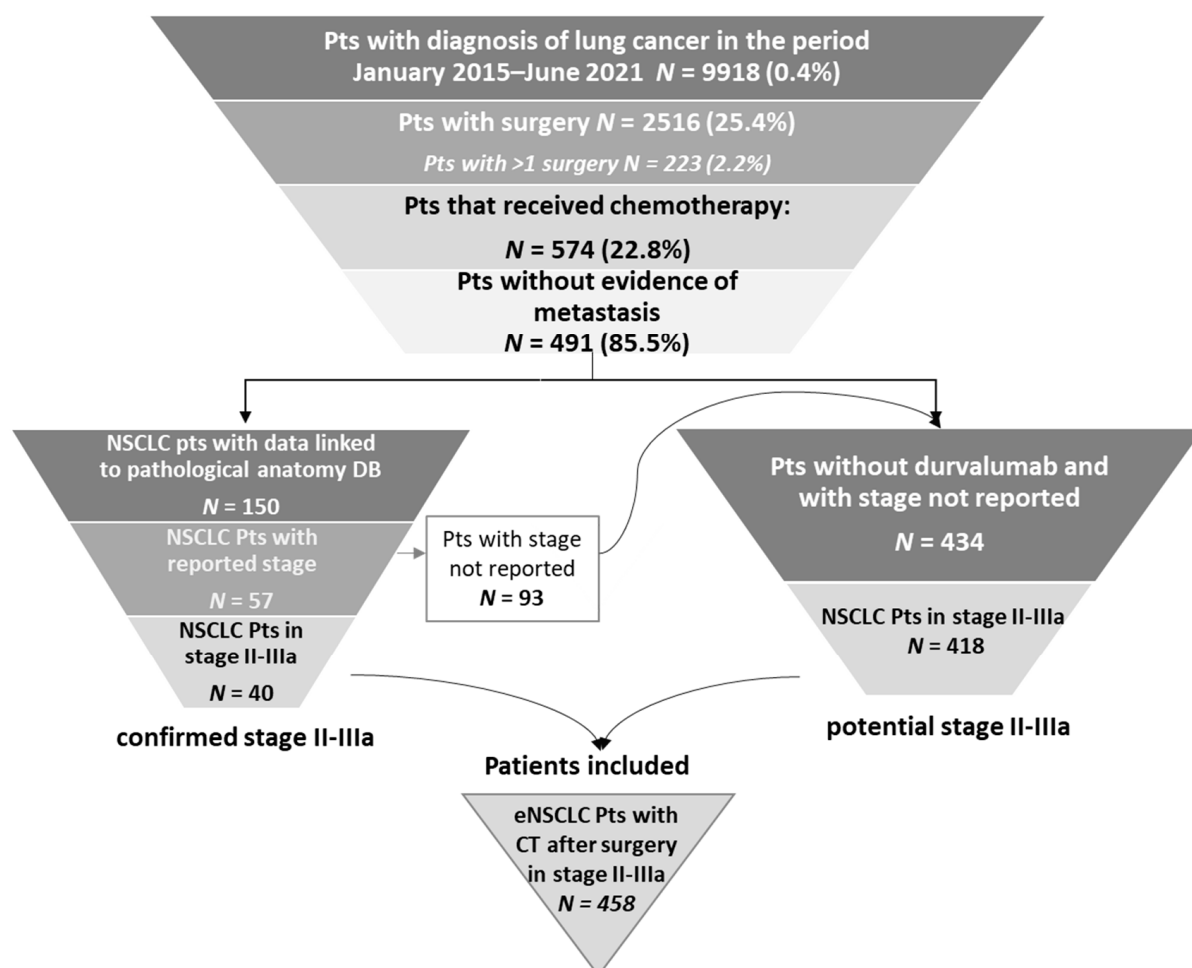 Pts with diagnosis of lung cancer in the period
January 2015–June 2021 N = 9918 (0.4%)
Pts with surgery N = 2516 (25.4%)
Pts with >1 surgery N = 223 (2.2%)
Pts that received chemotherapy:
N = 574 (22.8%)
Pts without evidence of
metastasis
N = 491 (85.5%)
NSCLC pts with data linked
to pathological anatomy DB
N = 150
NSCLC Pts with
reported stage
N = 57
NSCLC Pts in
stage II-IIIa
N = 40
confirmed stage II-IIIa
Pts with stage
not reported
N = 93
Pts without durvalumab and
with stage not reported
N = 434
NSCLC Pts in stage II-IIIa
N = 418
potential stage II-IIIa
Patients included
eNSCLC Pts with
CT after surgery
in stage II-IIIa
N = 458